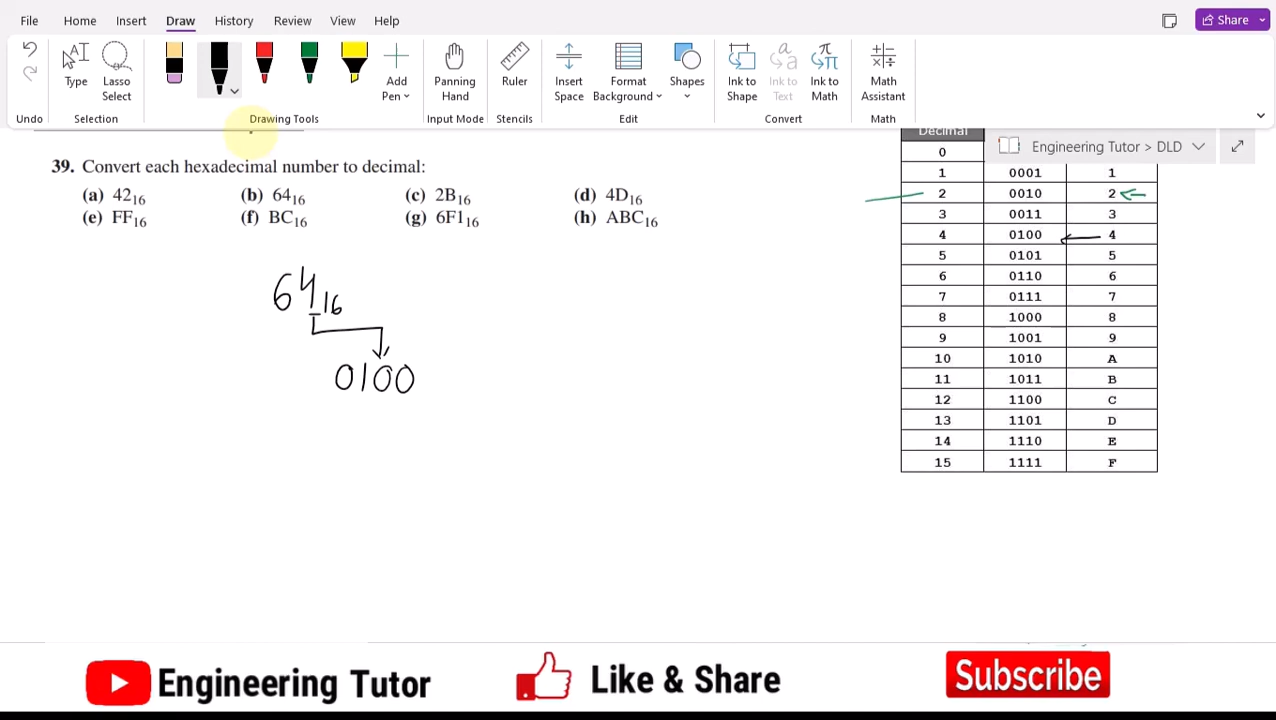 File Home Insert Draw History Review View Help Share
Undo Type Lasso Select Add Pen Panning Hand Ruler Insert Space Format Background Shapes Ink to Shape Ink to Text Ink to Math Math Assistant
Undo Selection Drawing Tools Input Mode Stencils Edit Convert Math
Engineering Tutor > DLD
39. Convert each hexadecimal number to decimal:
(a) 42₁₆ (b) 64₁₆ (c) 2B₁₆ (d) 4D₁₆
(e) FF₁₆ (f) BC₁₆ (g) 6F1₁₆ (h) ABC₁₆
64₁₆
0100
Decimal
0
1 0001 1
2 0010 2
3 0011 3
4 0100 4
5 0101 5
6 0110 6
7 0111 7
8 1000 8
9 1001 9
10 1010 A
11 1011 B
12 1100 C
13 1101 D
14 1110 E
15 1111 F
Engineering Tutor Like & Share Subscribe